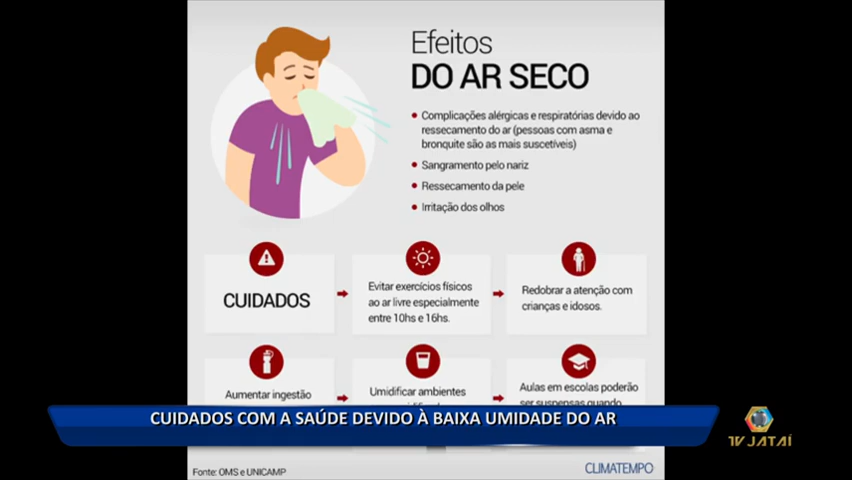 Efeitos
DO AR SECO
• Complicações alérgicas e respiratórias devido ao
ressecamento do ar (pessoas com asma e
bronquite são as mais suscetíveis)
• Sangramento pelo nariz
• Ressecamento da pele
• Irritação dos olhos
CUIDADOS
Evitar exercícios físicos
ao ar livre especialmente
entre 10hs e 16hs.
Redobrar a atenção com
crianças e idosos.
Aumentar ingestão
Umidificar ambientes
Aulas em escolas poderão
ser suspensas quando
CUIDADOS COM A SAÚDE DEVIDO À BAIXA UMIDADE DO AR
TV JATAÍ
Fonte: OMS e UNICAMP
CLIMATEMPO